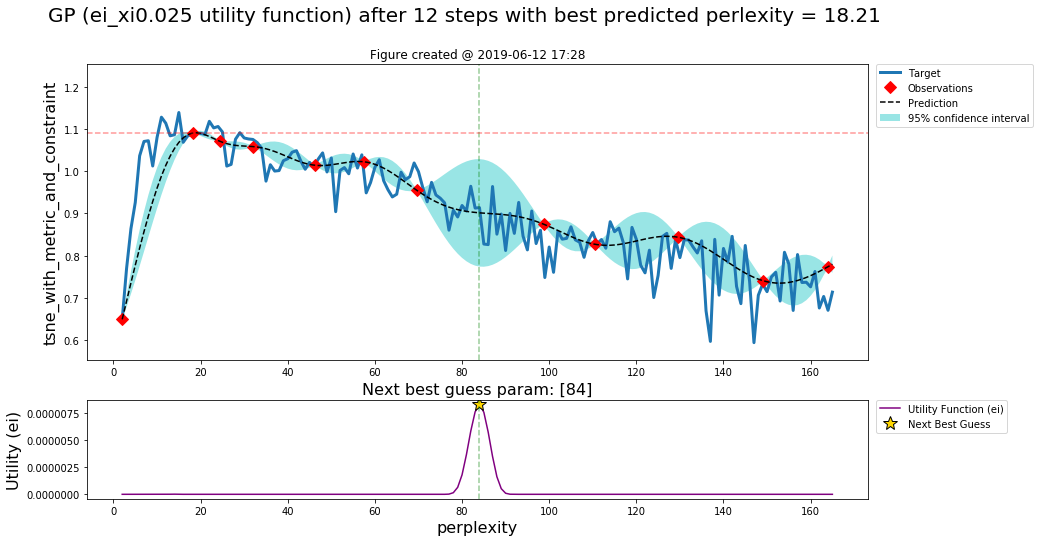 GP (ei_xi0.025 utility function) after 12 steps with best predicted perlexity = 18.21
Figure created @ 2019-06-12 17:28
tsne_with_metric_and_constraint
1.2
1.1
1.0
0.9
0.8
0.7
0.6
0 20 40 60 80 100 120 140 160
Target
Observations
Prediction
95% confidence interval
Next best guess param: [84]
Utility (ei)
0.0000075
0.0000050
0.0000025
0.0000000
0 20 40 60 80 100 120 140 160
perplexity
Utility Function (ei)
Next Best Guess